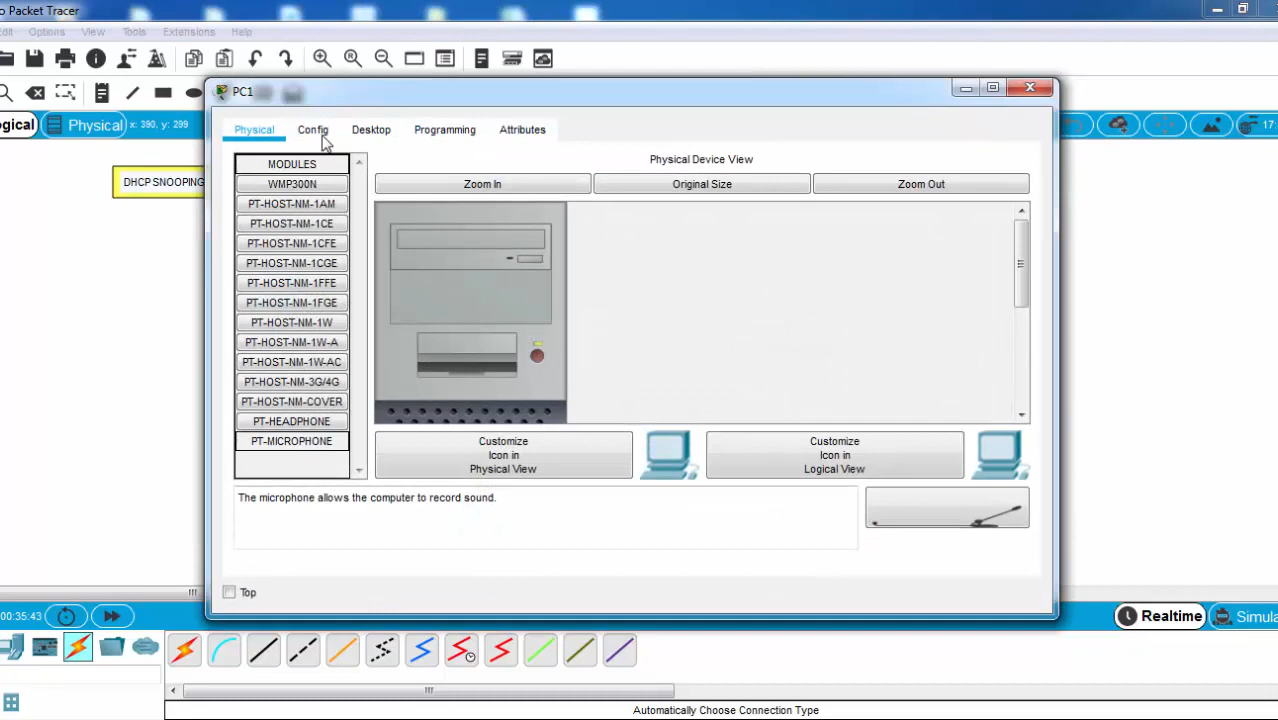 o Packet Tracer
dit Options View Tools Extensions Help
gical Physical x: 390, y: 299
17:
DHCP SNOOPING
PC1
Physical Config Desktop Programming Attributes
MODULES
WMP300N
PT-HOST-NM-1AM
PT-HOST-NM-1CE
PT-HOST-NM-1CFE
PT-HOST-NM-1CGE
PT-HOST-NM-1FFE
PT-HOST-NM-1FGE
PT-HOST-NM-1W
PT-HOST-NM-1W-A
PT-HOST-NM-1W-AC
PT-HOST-NM-3G/4G
PT-HOST-NM-COVER
PT-HEADPHONE
PT-MICROPHONE
Physical Device View
Zoom In Original Size Zoom Out
Customize
Icon in
Physical View
Customize
Icon in
Logical View
The microphone allows the computer to record sound.
Top
00:35:43
Realtime Simula
Automatically Choose Connection Type